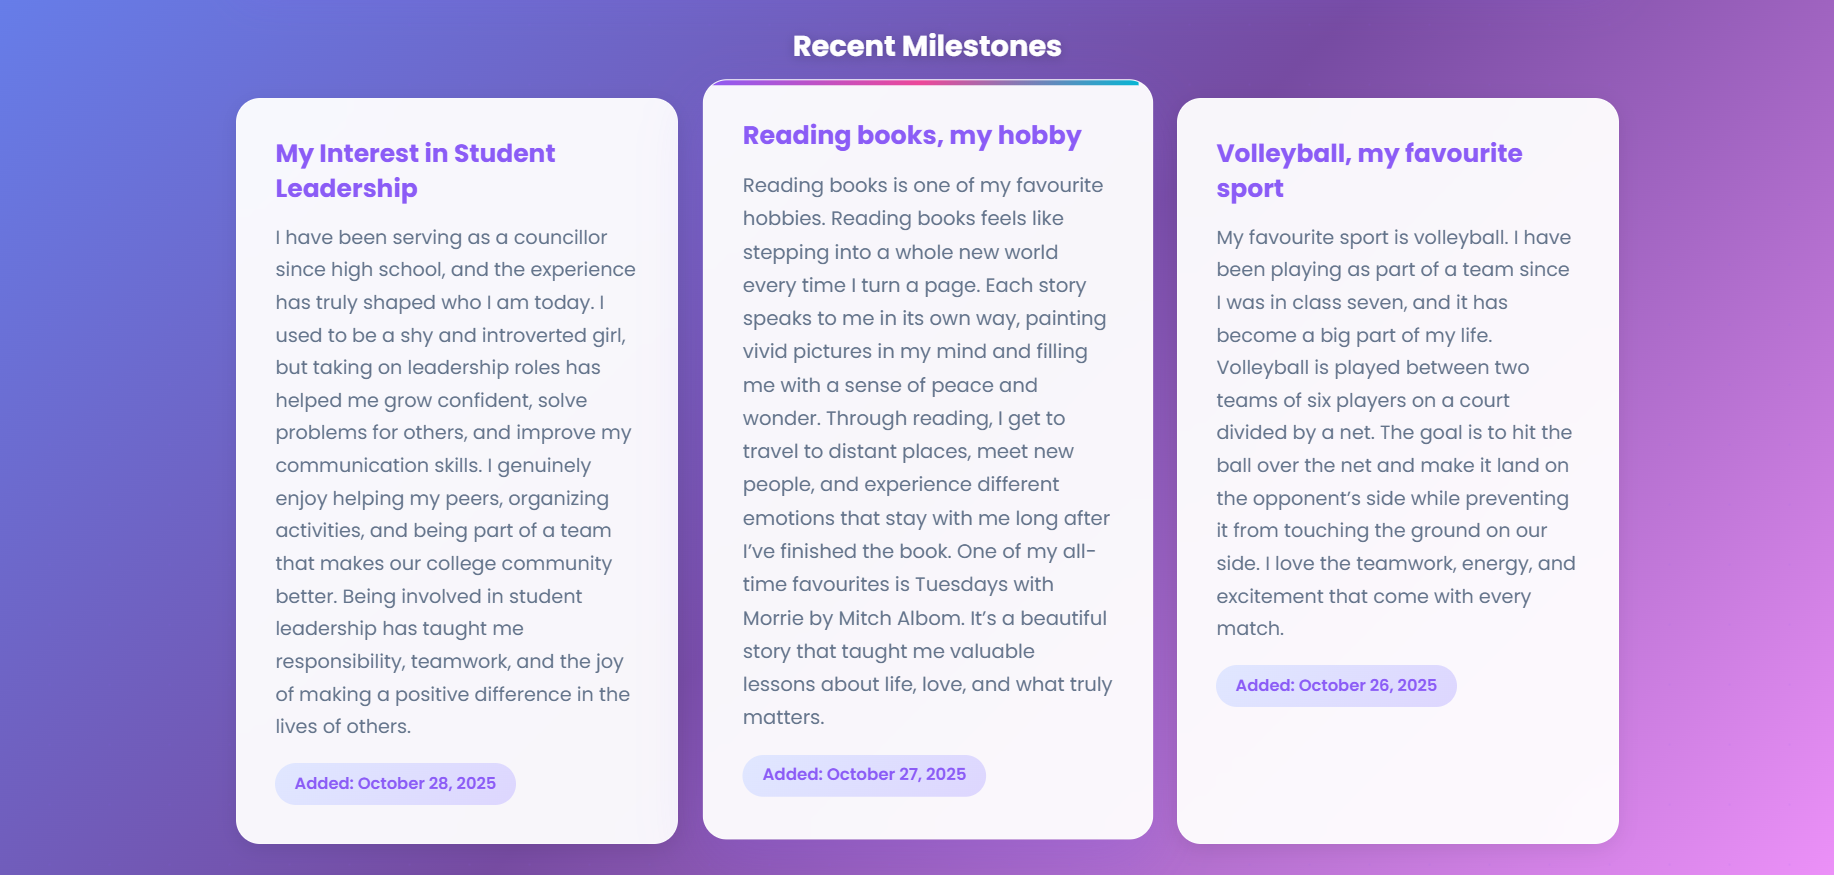 Recent Milestones
My Interest in Student
Leadership
I have been serving as a councillor
since high school, and the experience
has truly shaped who I am today. I
used to be a shy and introverted girl,
but taking on leadership roles has
helped me grow confident, solve
problems for others, and improve my
communication skills. I genuinely
enjoy helping my peers, organizing
activities, and being part of a team
that makes our college community
better. Being involved in student
leadership has taught me
responsibility, teamwork, and the joy
of making a positive difference in the
lives of others.
Added: October 28, 2025
Reading books, my hobby
Reading books is one of my favourite
hobbies. Reading books feels like
stepping into a whole new world
every time I turn a page. Each story
speaks to me in its own way, painting
vivid pictures in my mind and filling
me with a sense of peace and
wonder. Through reading, I get to
travel to distant places, meet new
people, and experience different
emotions that stay with me long after
I’ve finished the book. One of my all-
time favourites is Tuesdays with
Morrie by Mitch Albom. It’s a beautiful
story that taught me valuable
lessons about life, love, and what truly
matters.
Added: October 27, 2025
Volleyball, my favourite
sport
My favourite sport is volleyball. I have
been playing as part of a team since
I was in class seven, and it has
become a big part of my life.
Volleyball is played between two
teams of six players on a court
divided by a net. The goal is to hit the
ball over the net and make it land on
the opponent’s side while preventing
it from touching the ground on our
side. I love the teamwork, energy, and
excitement that come with every
match.
Added: October 26, 2025